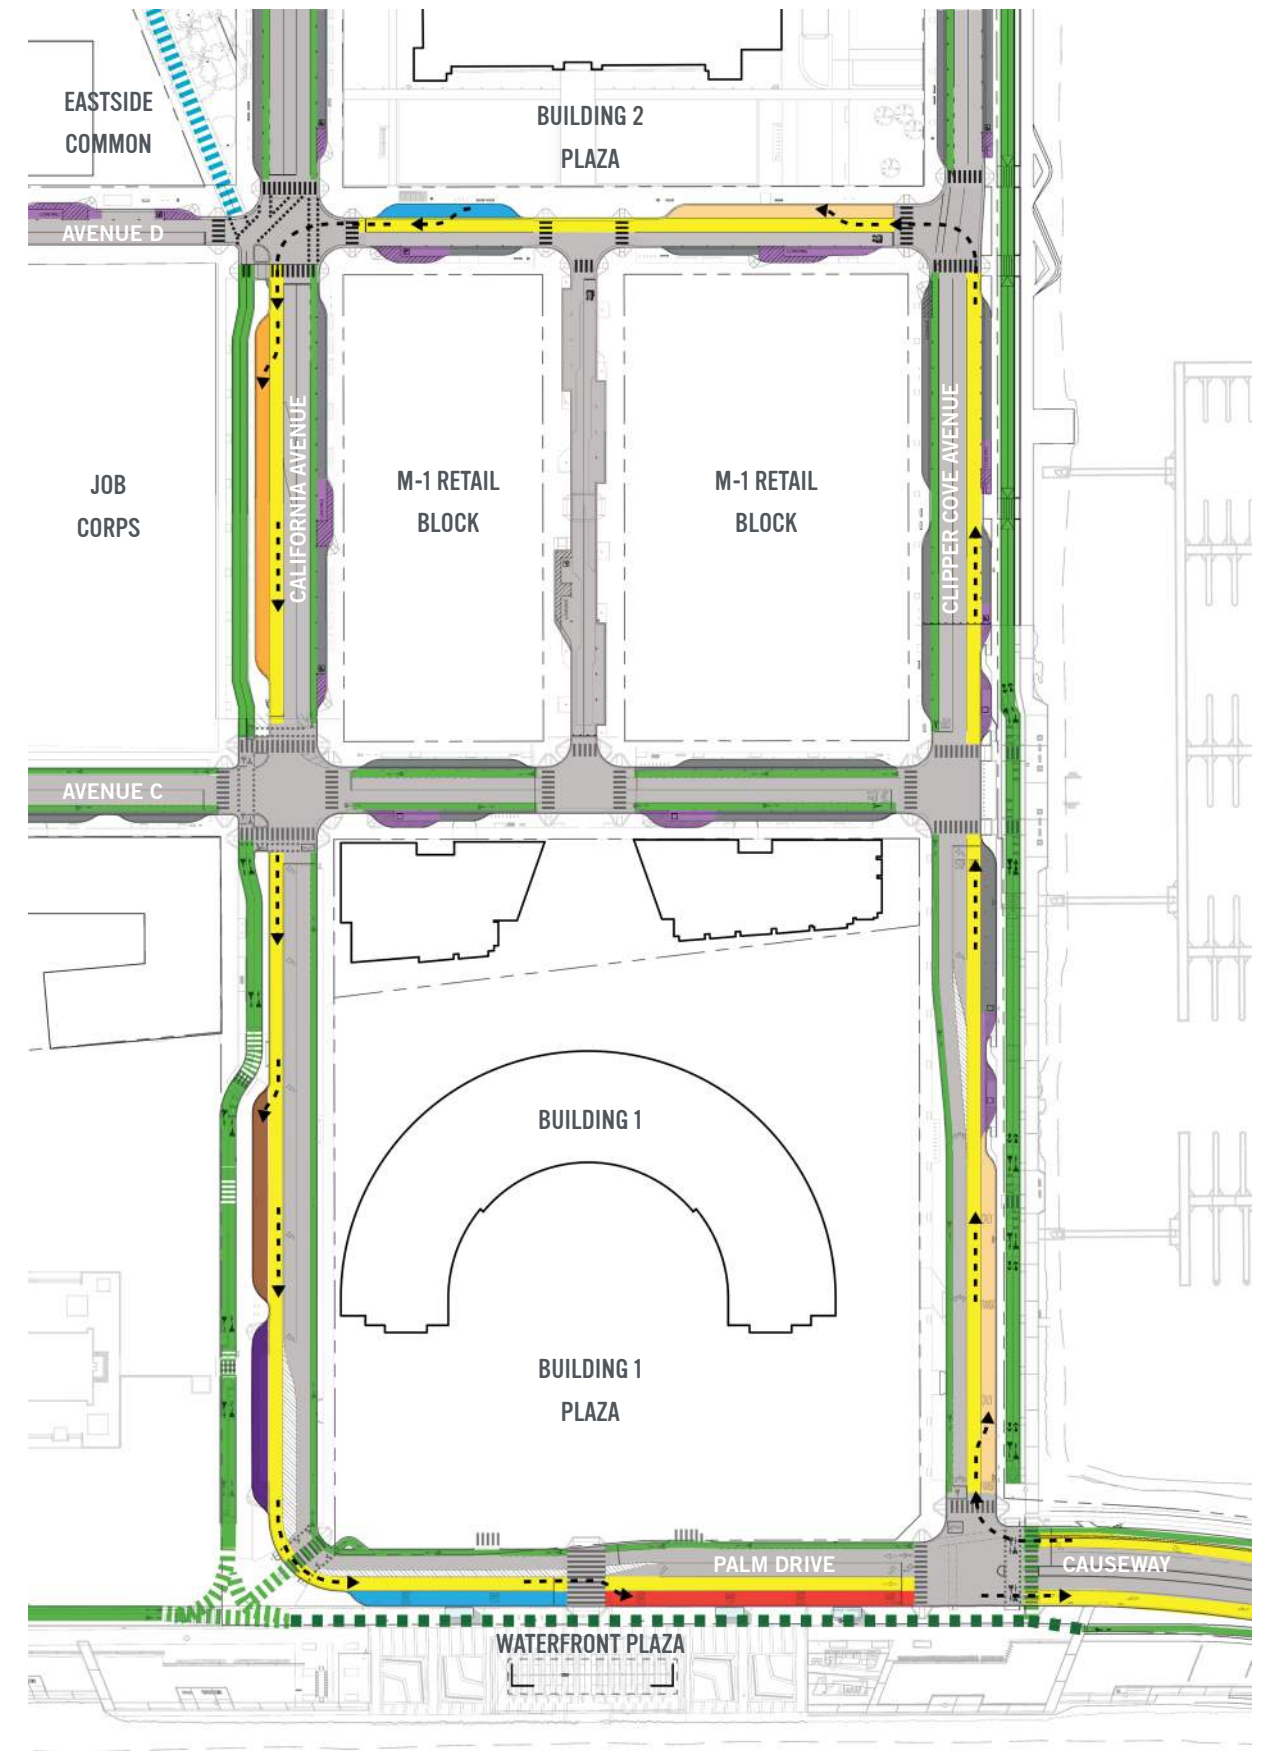 EASTSIDE
COMMON
BUILDING 2
PLAZA
AVENUE D
JOB
CORPS
CALIFORNIA AVENUE
M-1 RETAIL
BLOCK
M-1 RETAIL
BLOCK
CLIPPER COVE AVENUE
AVENUE C
BUILDING 1
BUILDING 1
PLAZA
PALM DRIVE
CAUSEWAY
WATERFRONT PLAZA